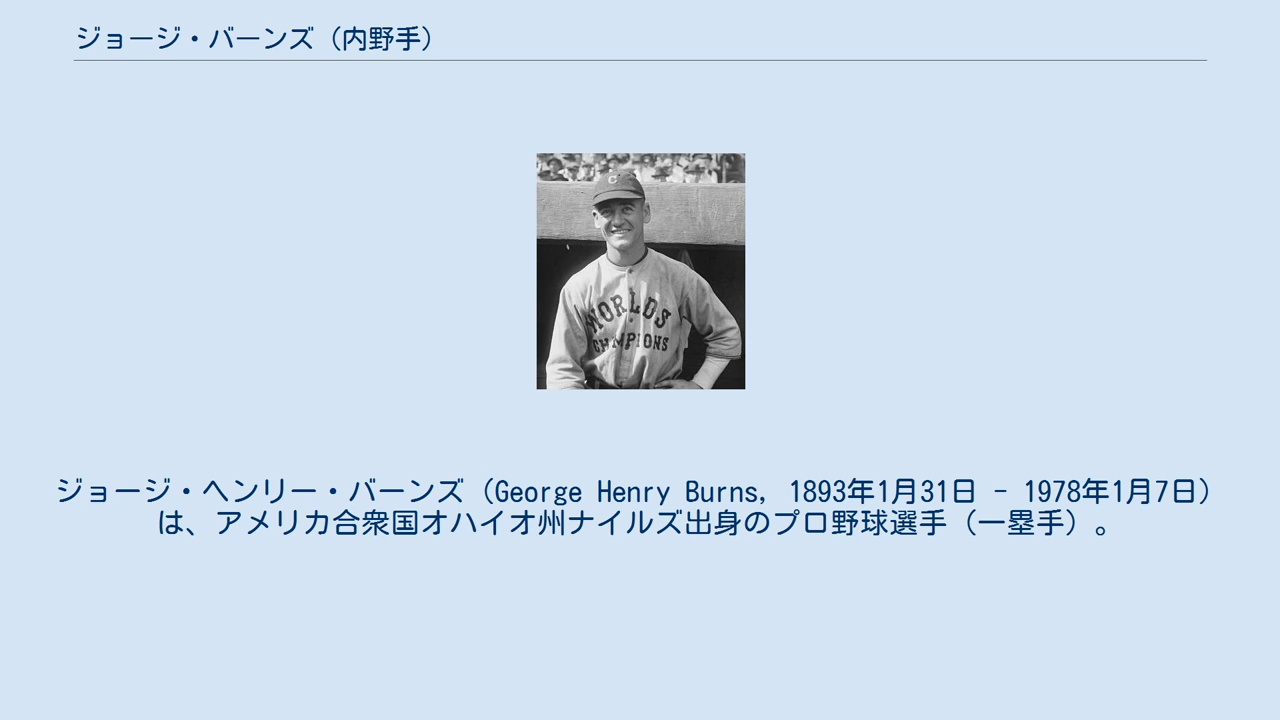 ジョージ・バーンズ（内野手）
C
WORLDS
CHAMPIONS
ジョージ・ヘンリー・バーンズ（George Henry Burns, 1893年1月31日 - 1978年1月7日）
は、アメリカ合衆国オハイオ州ナイルズ出身のプロ野球選手（一塁手）。